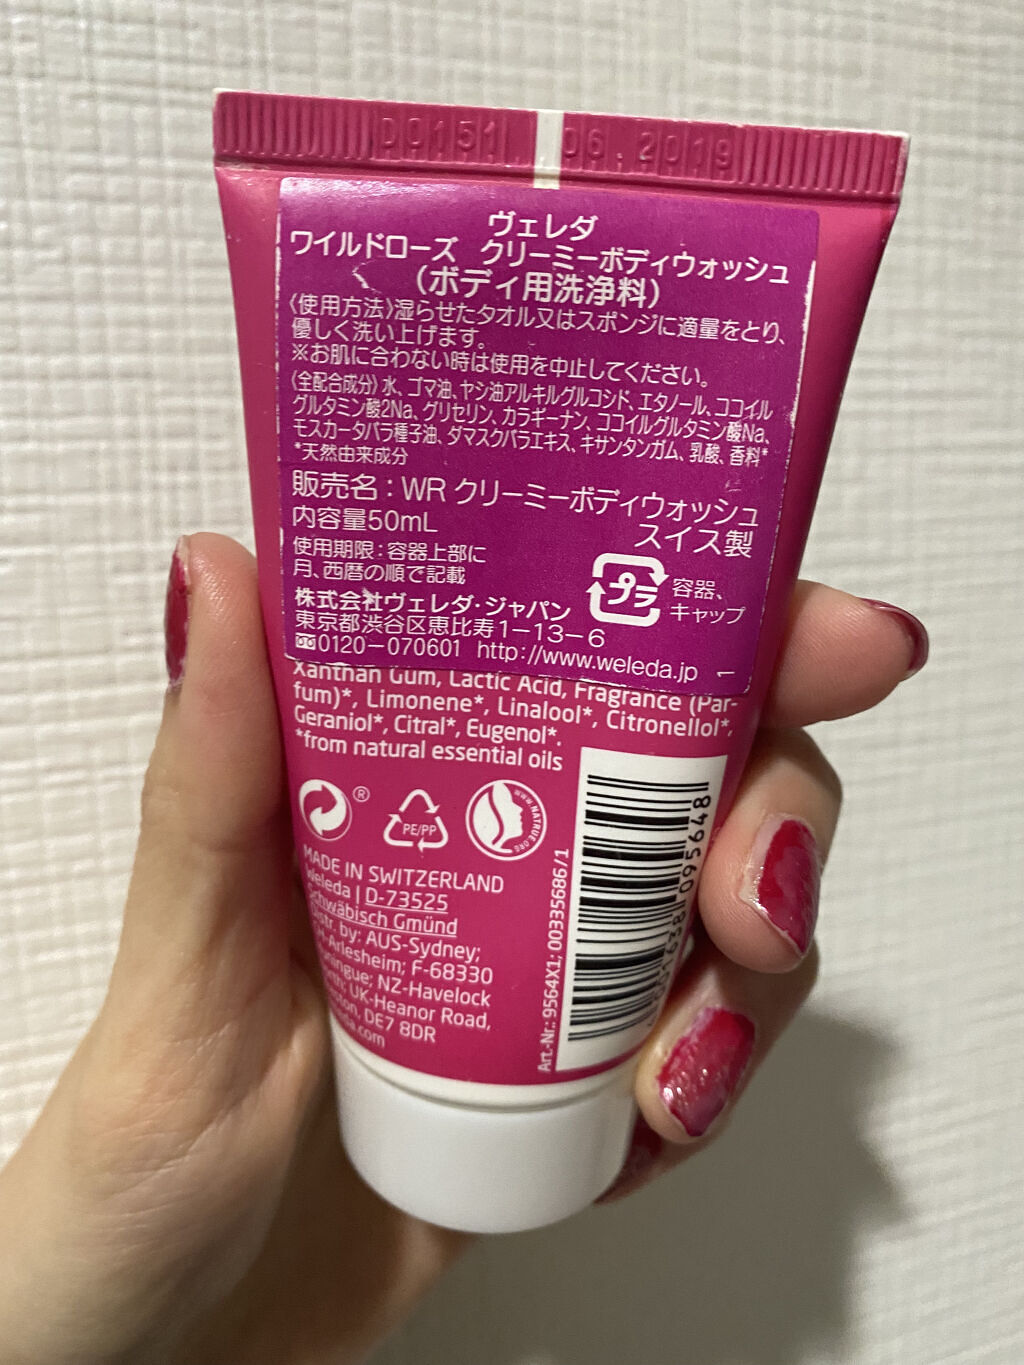 D0151 06.2019
ヴェレダ
ワイルドローズ クリーミーボディウォッシュ
(ボディ用洗浄料)
〈使用方法〉湿らせたタオル又はスポンジに適量をとり、
優しく洗い上げます。
※お肌に合わない時は使用を中止してください。
〈全配合成分〉水、ゴマ油、ヤシ油アルキルグルコシド、エタノール、ココイル
グルタミン酸2Na、グリセリン、カラギーナン、ココイルグルタミン酸Na、
モスカータバラ種子油、ダマスクバラエキス、キサンタンガム、乳酸、香料*
*天然由来成分
販売名:WR クリーミーボディウォッシュ
内容量50mL
スイス製
使用期限:容器上部に
月、西暦の順で記載
プラ
容器、
キャップ
株式会社ヴェレダ・ジャパン
東京都渋谷区恵比寿1-13-6
0120-070601 http://www.weleda.jp
Xanthan Gum, Lactic Acid, Fragrance (Par-
fum)*, Limonene*, Linalool*, Citronellol*,
Geraniol*, Citral*, Eugenol*.
*from natural essential oils
®
PE/PP
WWW.NATRUE.ORG
MADE IN SWITZERLAND
Weleda | D-73525
Schwäbisch Gmünd
Distr. by: AUS-Sydney;
Arlesheim; F-68330
NZ-Havelock
UK-Heanor Road,
DE7 8DR
Art.-Nr.: 9564X1; 00335686/1
095648